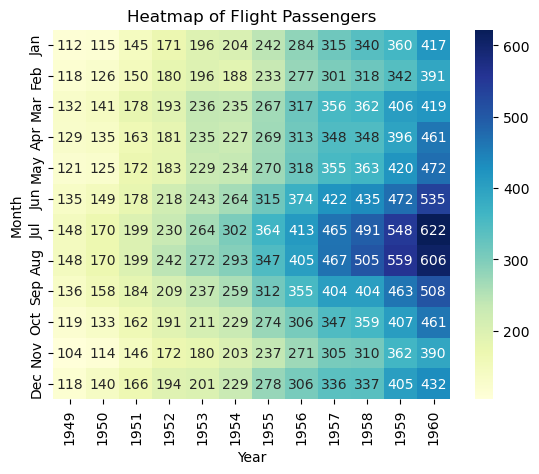 Heatmap of Flight Passengers
Jan 112 115 145 171 196 204 242 284 315 340 360 417
Feb 118 126 150 180 196 188 233 277 301 318 342 391
Mar 132 141 178 193 236 235 267 317 356 362 406 419
Apr 129 135 163 181 235 227 269 313 348 348 396 461
May 121 125 172 183 229 234 270 318 355 363 420 472
Jun 135 149 178 218 243 264 315 374 422 435 472 535
Jul 148 170 199 230 264 302 364 413 465 491 548 622
Aug 148 170 199 242 272 293 347 405 467 505 559 606
Sep 136 158 184 209 237 259 312 355 404 404 463 508
Oct 119 133 162 191 211 229 274 306 347 359 407 461
Nov 104 114 146 172 180 203 237 271 305 310 362 390
Dec 118 140 166 194 201 229 278 306 336 337 405 432
Month
1949 1950 1951 1952 1953 1954 1955 1956 1957 1958 1959 1960
Year
600
500
400
300
200